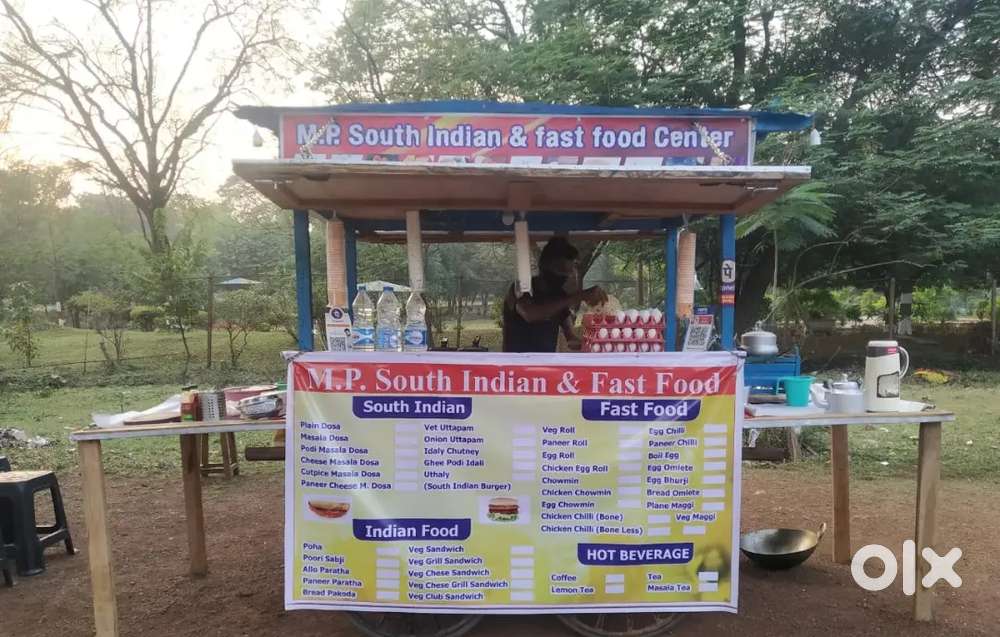 M.P. South Indian & fast food Center
पे
M.P. South Indian & Fast Food
South Indian
Plain Dosa
Masala Dosa
Podi Masala Dosa
Cheese Masala Dosa
Cutpice Masala Dosa
Paneer Cheese M. Dosa
Vet Uttapam
Onion Uttapam
Idaly Chutney
Ghee Podi Idali
Uthaly
(South Indian Burger)
Fast Food
Veg Roll
Paneer Roll
Egg Roll
Chicken Egg Roll
Chowmin
Chicken Chowmin
Egg Chowmin
Chicken Chilli (Bone)
Chicken Chilli (Bone Less)
Egg Chilli
Paneer Chilli
Boil Egg
Egg Omlete
Egg Bhurji
Bread Omlete
Plane Maggi
Veg Maggi
Indian Food
Poha
Poori Sabji
Allo Paratha
Paneer Paratha
Bread Pakoda
Veg Sandwich
Veg Grill Sandwich
Veg Chese Sandwich
Veg Chese Grill Sandwich
Veg Club Sandwich
HOT BEVERAGE
Coffee
Lemon Tea
Tea
Masala Tea
olx